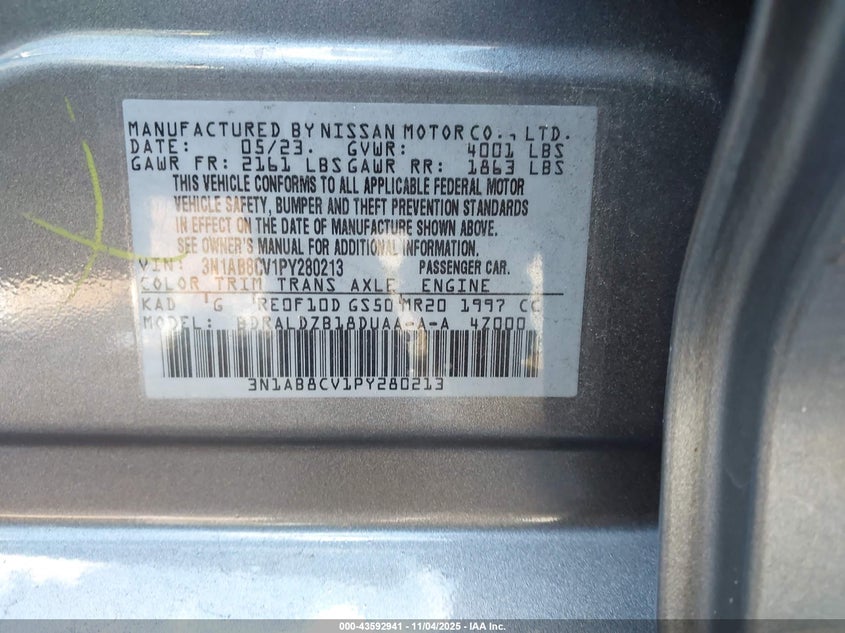 MANUFACTURED BY NISSAN MOTOR CO., LTD.
DATE: 05/23. GVWR: 4001 LBS
GAWR FR: 2161 LBS GAWR RR: 1863 LBS
THIS VEHICLE CONFORMS TO ALL APPLICABLE FEDERAL MOTOR
VEHICLE SAFETY, BUMPER AND THEFT PREVENTION STANDARDS
IN EFFECT ON THE DATE OF MANUFACTURE SHOWN ABOVE.
SEE OWNER'S MANUAL FOR ADDITIONAL INFORMATION.
VIN: 3N1AB8CV1PY280213 PASSENGER CAR.
COLOR TRIM TRANS AXLE ENGINE
KAD G RE0F10D GS50 MR20 1997 CC
MODEL BDRALDZB18DUAA-A-A 47000
3N1AB8CV1PY280213
000-43592941 - 11/04/2025 - IAA Inc.